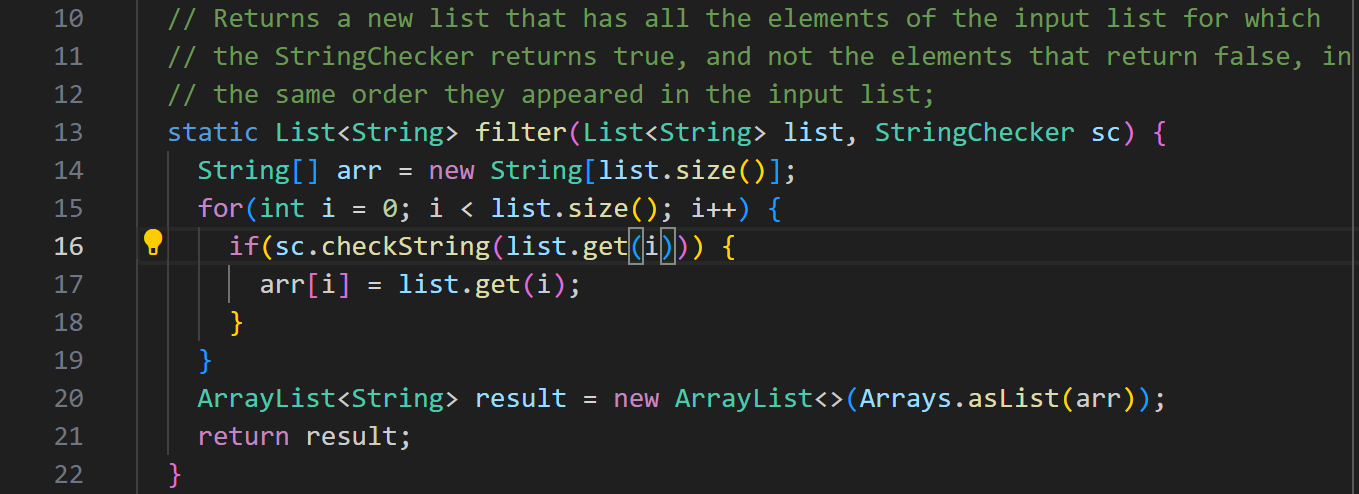 10 // Returns a new list that has all the elements of the input list for which
11 // the StringChecker returns true, and not the elements that return false, in
12 // the same order they appeared in the input list;
13 static List<String> filter(List<String> list, StringChecker sc) {
14 String[] arr = new String[list.size()];
15 for(int i = 0; i < list.size(); i++) {
16 if(sc.checkString(list.get(i))) {
17 arr[i] = list.get(i);
18 }
19 }
20 ArrayList<String> result = new ArrayList<>(Arrays.asList(arr));
21 return result;
22 }